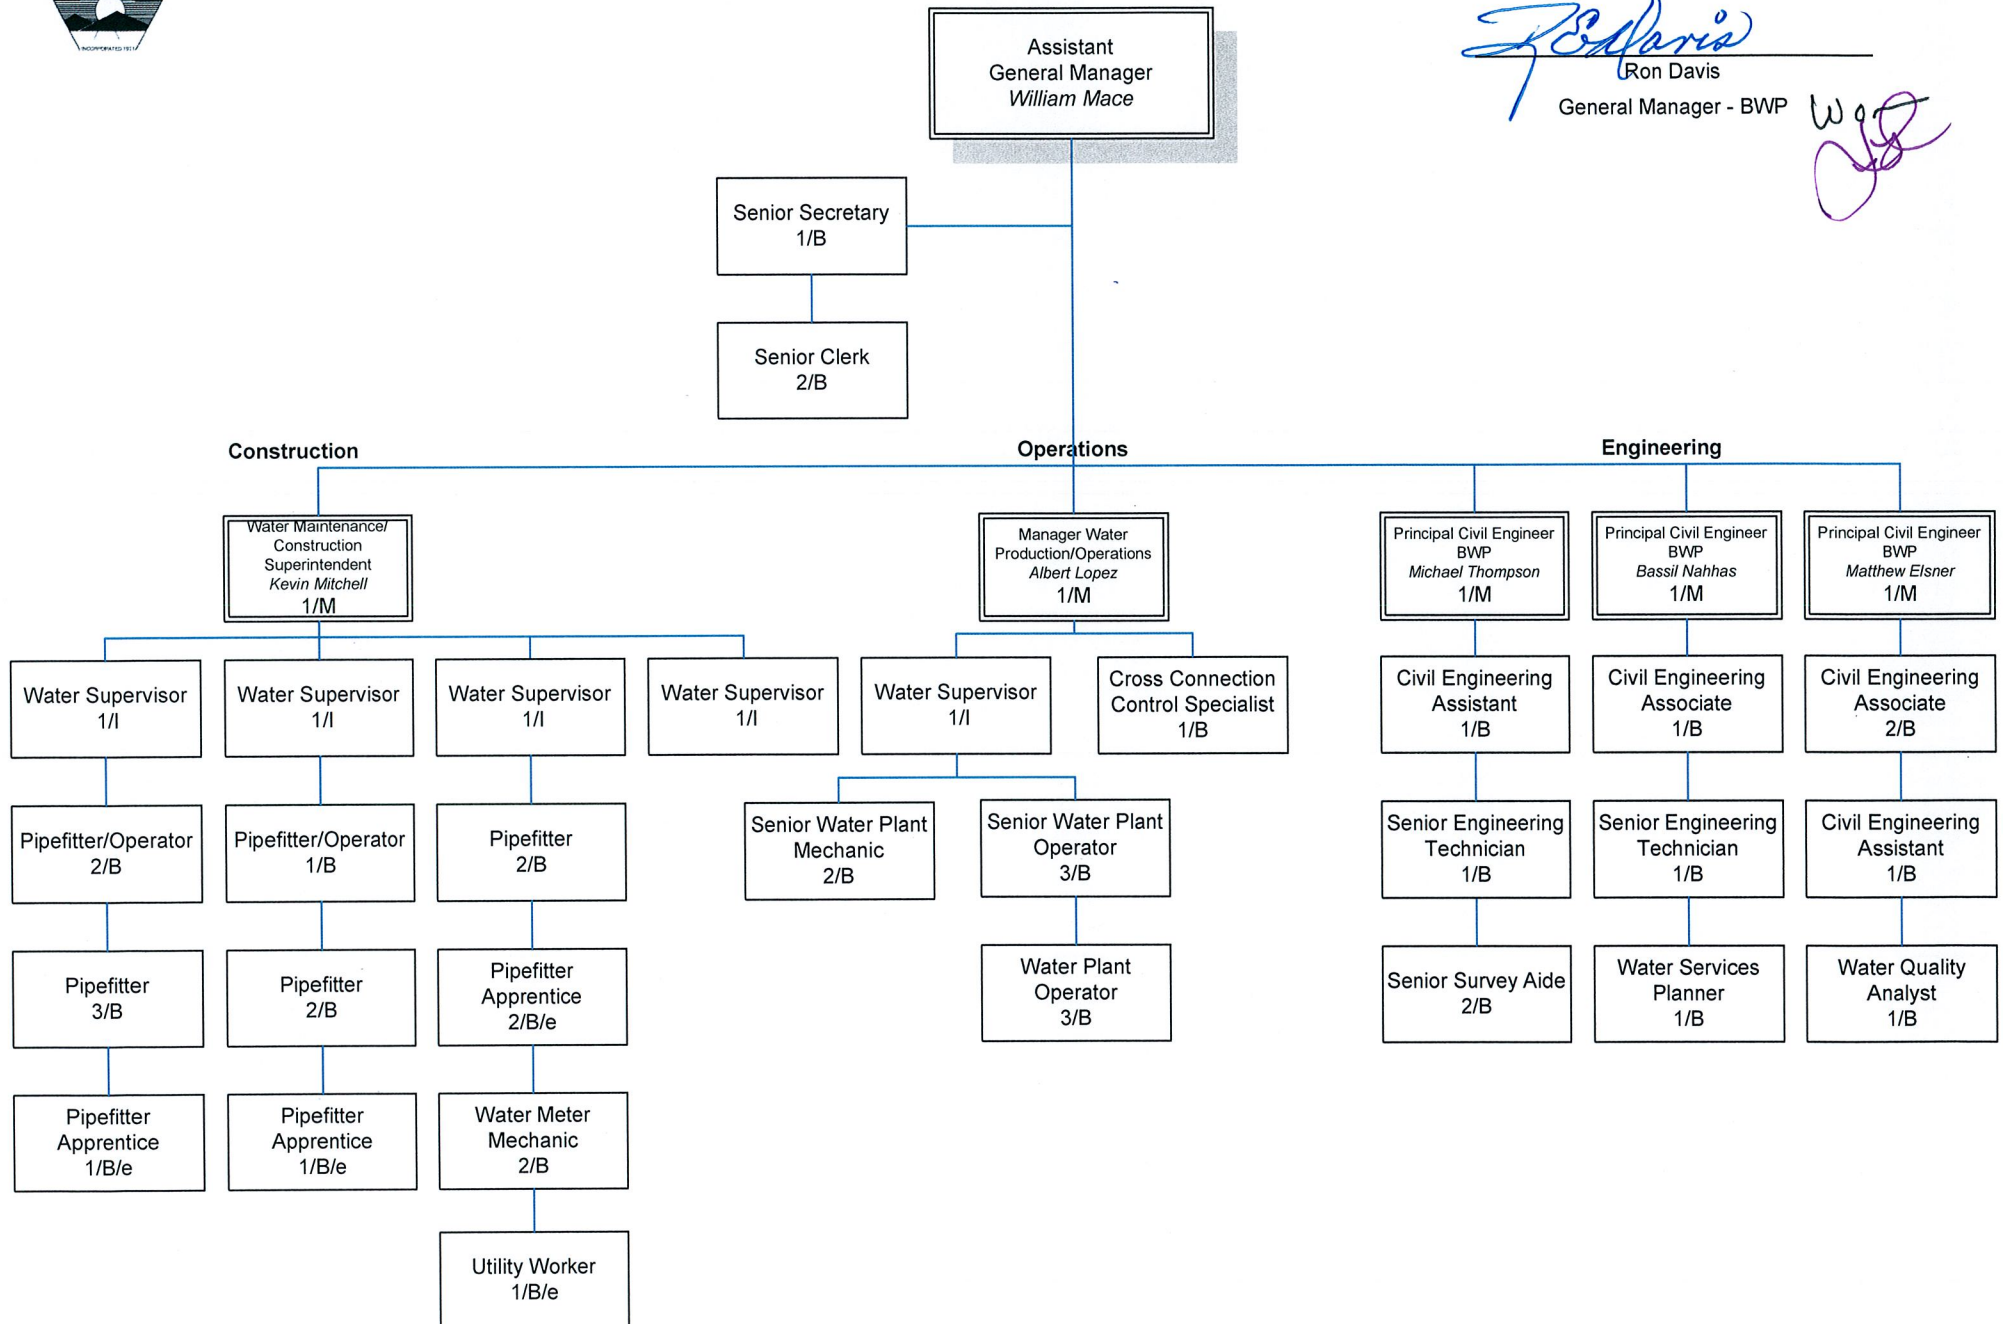 INCORPORATED 1911
Assistant
General Manager
William Mace
Ron Davis
General Manager - BWP
Senior Secretary
1/B
Senior Clerk
2/B
Construction
Operations
Engineering
Water Maintenance/
Construction
Superintendent
Kevin Mitchell
1/M
Manager Water
Production/Operations
Albert Lopez
1/M
Principal Civil Engineer
BWP
Michael Thompson
1/M
Principal Civil Engineer
BWP
Bassil Nahhas
1/M
Principal Civil Engineer
BWP
Matthew Elsner
1/M
Water Supervisor
1/I
Water Supervisor
1/I
Water Supervisor
1/I
Water Supervisor
1/I
Water Supervisor
1/I
Cross Connection
Control Specialist
1/B
Civil Engineering
Assistant
1/B
Civil Engineering
Associate
1/B
Civil Engineering
Associate
2/B
Pipefitter/Operator
2/B
Pipefitter/Operator
1/B
Pipefitter
2/B
Senior Water Plant
Mechanic
2/B
Senior Water Plant
Operator
3/B
Senior Engineering
Technician
1/B
Senior Engineering
Technician
1/B
Civil Engineering
Assistant
1/B
Pipefitter
3/B
Pipefitter
2/B
Pipefitter
Apprentice
2/B/e
Water Plant
Operator
3/B
Senior Survey Aide
2/B
Water Services
Planner
1/B
Water Quality
Analyst
1/B
Pipefitter
Apprentice
1/B/e
Pipefitter
Apprentice
1/B/e
Water Meter
Mechanic
2/B
Utility Worker
1/B/e